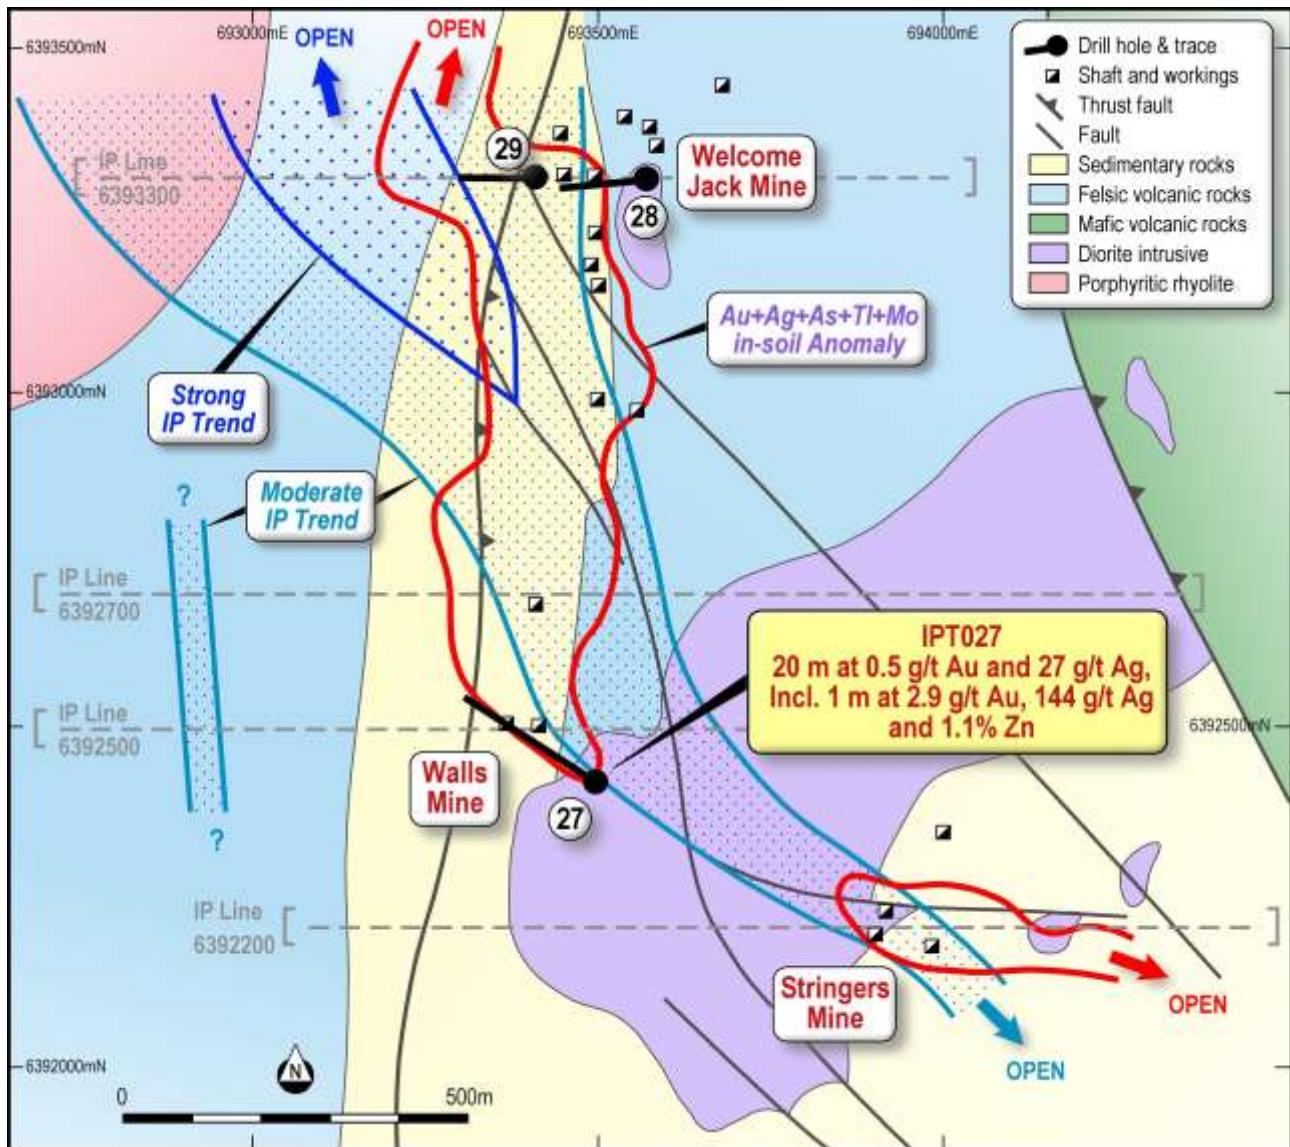 693000mE
693500mE
694000mE
6393500mN
OPEN
OPEN
Drill hole & trace
Shaft and workings
Thrust fault
Fault
Sedimentary rocks
Felsic volcanic rocks
Mafic volcanic rocks
Diorite intrusive
Porphyritic rhyolite
IP Line
6393300
29
28
Welcome
Jack Mine
Au+Ag+As+Tl+Mo
in-soil Anomaly
6393000mN
Strong
IP Trend
?
Moderate
IP Trend
IP Line
6392700
IPT027
20 m at 0.5 g/t Au and 27 g/t Ag,
Incl. 1 m at 2.9 g/t Au, 144 g/t Ag
and 1.1% Zn
IP Line
6392500
6392500mN
Walls
Mine
27
?
IP Line
6392200
Stringers
Mine
OPEN
OPEN
6392000mN
N
0
500m